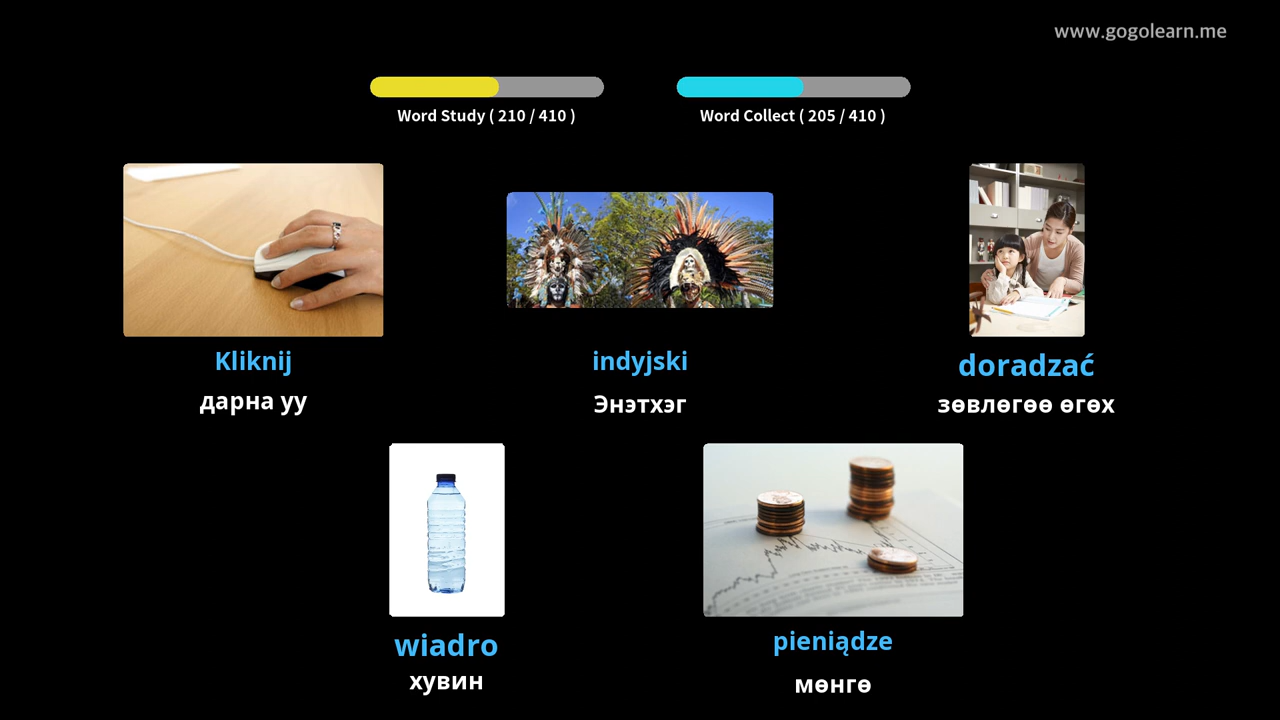 www.gogolearn.me
Word Study ( 210 / 410 )
Word Collect ( 205 / 410 )
Kliknij
дарна уу
indyjski
Энэтхэг
doradzać
зөвлөгөө өгөх
wiadro
хувин
pieniądze
мөнгө